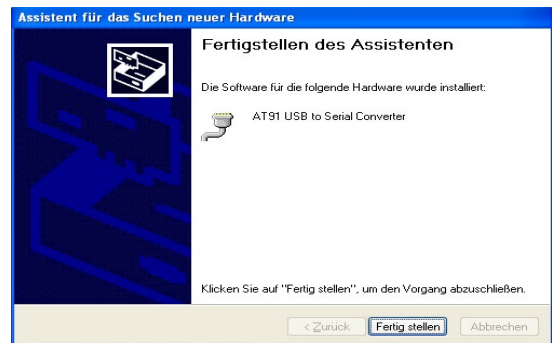 Assistent für das Suchen neuer Hardware
Fertigstellen des Assistenten
Die Software für die folgende Hardware wurde installiert:
AT91 USB to Serial Converter
Klicken Sie auf "Fertig stellen", um den Vorgang abzuschließen.
< Zurück Fertig stellen Abbrechen